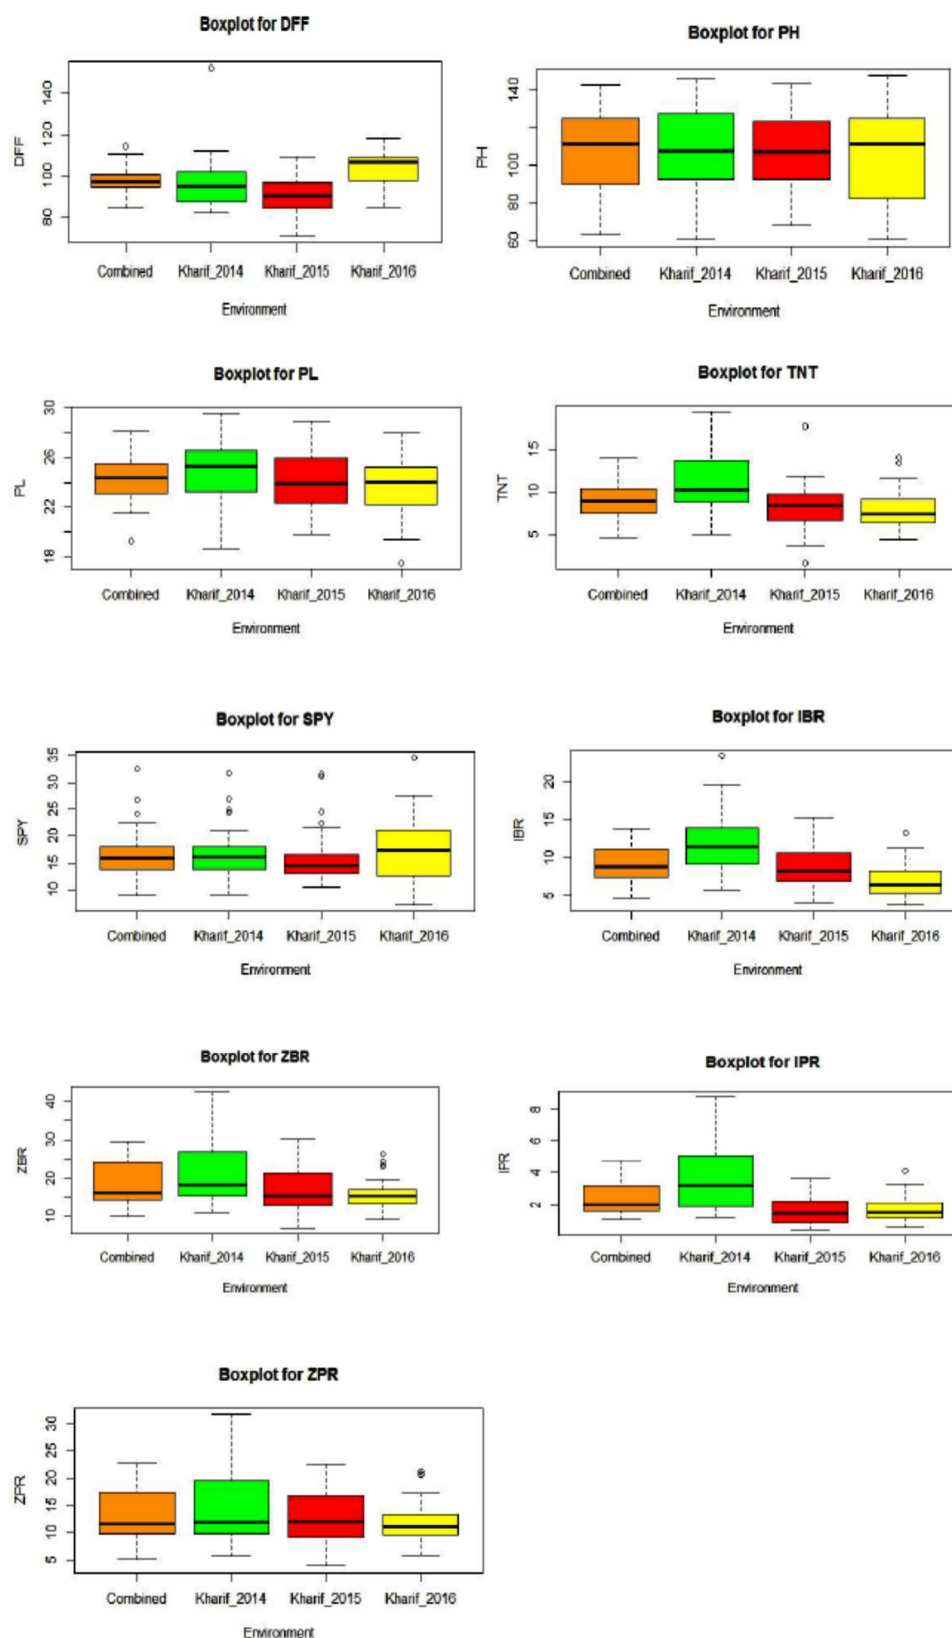 Boxplot for DFF
DFF
140
120
100
80
Combined Kharif_2014 Kharif_2015 Kharif_2016
Environment
Boxplot for PH
PH
140
100
80
60
Combined Kharif_2014 Kharif_2015 Kharif_2016
Environment
Boxplot for PL
PL
30
26
22
18
Combined Kharif_2014 Kharif_2015 Kharif_2016
Environment
Boxplot for TNT
TNT
15
10
5
Combined Kharif_2014 Kharif_2015 Kharif_2016
Environment
Boxplot for SPY
SPY
35
30
25
20
15
10
Combined Kharif_2014 Kharif_2015 Kharif_2016
Environment
Boxplot for IBR
IBR
20
15
10
5
Combined Kharif_2014 Kharif_2015 Kharif_2016
Environment
Boxplot for ZBR
ZBR
40
30
20
10
Combined Kharif_2014 Kharif_2015 Kharif_2016
Environment
Boxplot for IPR
IPR
8
6
4
2
Combined Kharif_2014 Kharif_2015 Kharif_2016
Environment
Boxplot for ZPR
ZPR
30
25
20
15
10
5
Combined Kharif_2014 Kharif_2015 Kharif_2016
Environment